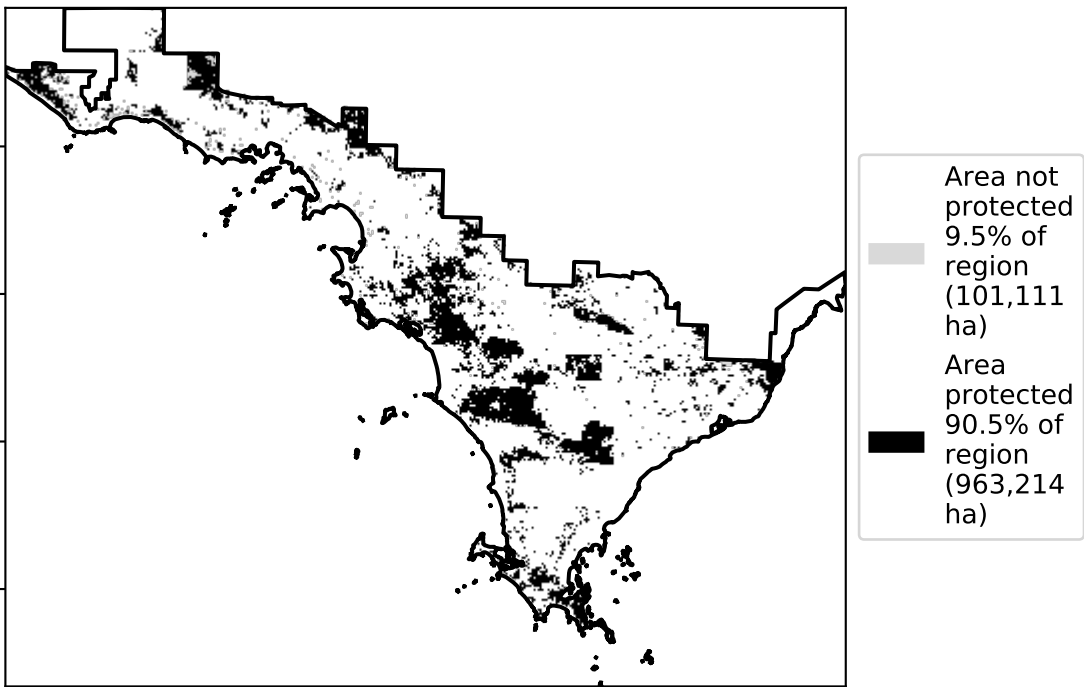 Area not
protected
9.5% of
region
(101,111
ha)
Area
protected
90.5% of
region
(963,214
ha)